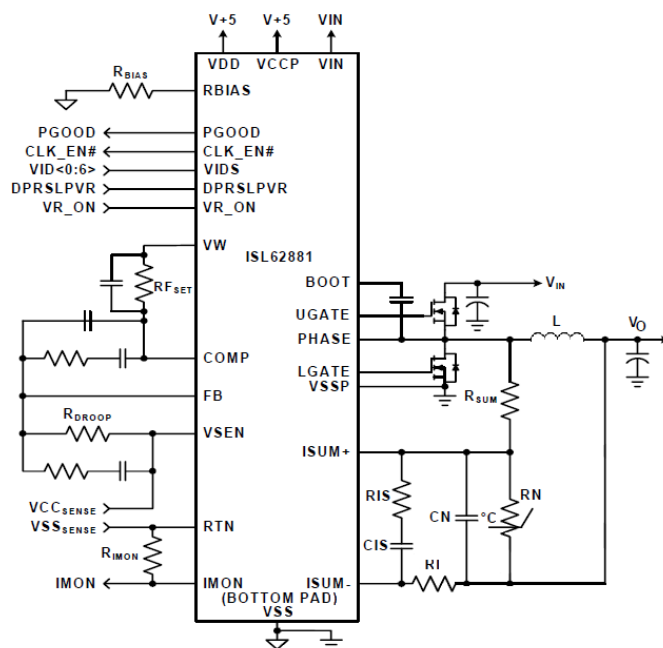 V+5 V+5 VIN
VDD VCCP VIN
RBIAS RBIAS
PGOOD PGOOD
CLK_EN# CLK_EN#
VID<0:6> VIDS
DPRSLPVR DPRSLPVR
VR_ON VR_ON
VW
ISL62881
RFSET
BOOT
VIN
UGATE
PHASE
L
VO
COMP
LGATE
VSSP
RSUM
FB
RDROOP
VSEN
ISUM+
RIS
CN
°C
RN
VCCSENSE
VSSSENSE RTN
CIS
RIMON
RI
IMON IMON
ISUM-
(BOTTOM PAD)
VSS